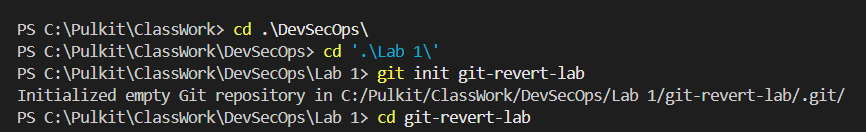 PS C:\Pulkit\ClassWork> cd .\DevSecOps\
PS C:\Pulkit\ClassWork\DevSecOps> cd '.\Lab 1\'
PS C:\Pulkit\ClassWork\DevSecOps\Lab 1> git init git-revert-lab
Initialized empty Git repository in C:/Pulkit/ClassWork/DevSecOps/Lab 1/git-revert-lab/.git/
PS C:\Pulkit\ClassWork\DevSecOps\Lab 1> cd git-revert-lab